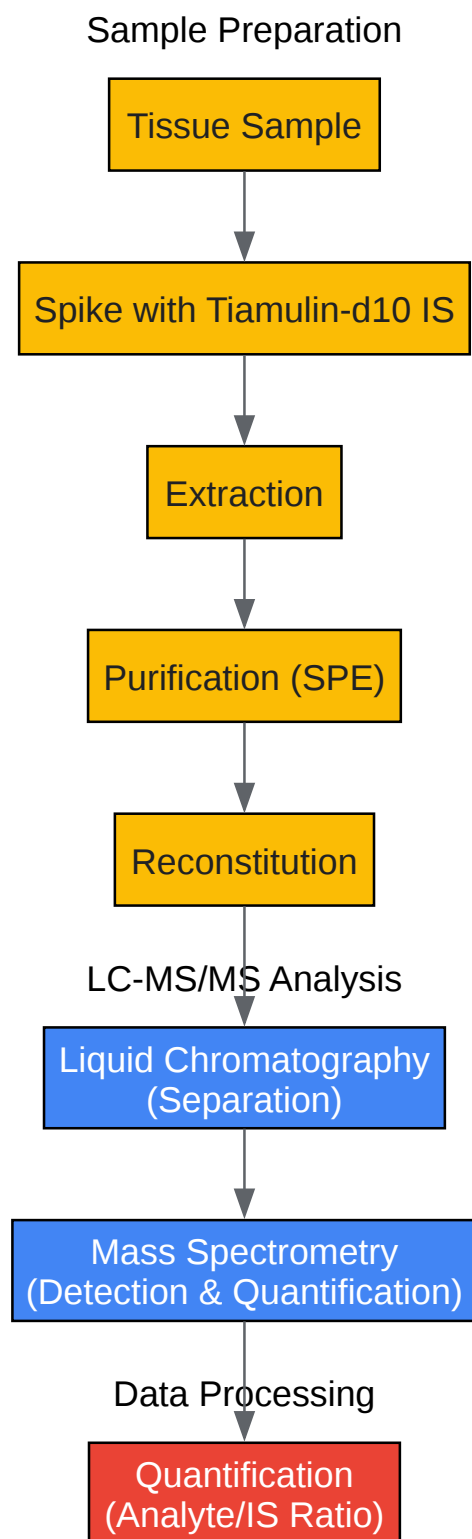 Sample Preparation
Tissue Sample
Spike with Tiamulin-d10 IS
Extraction
Purification (SPE)
Reconstitution
LC-MS/MS Analysis
Liquid Chromatography
(Separation)
Mass Spectrometry
(Detection & Quantification)
Data Processing
Quantification
(Analyte/IS Ratio)